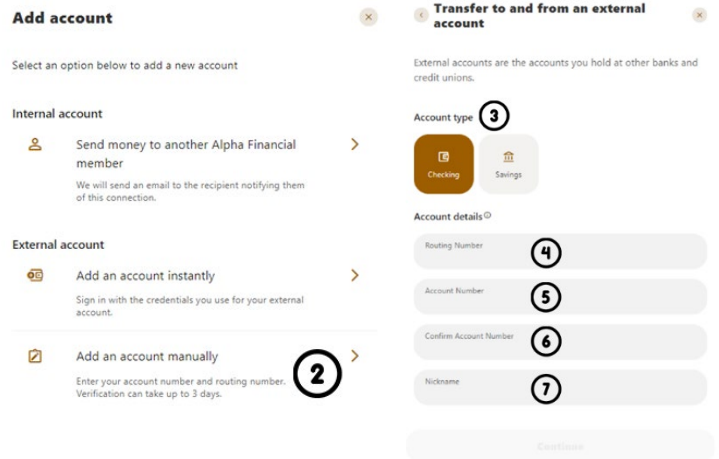 Add account
Select an option below to add a new account
Internal account
Send money to another Alpha Financial
member
We will send an email to the recipient notifying them
of this connection.
External account
Add an account instantly
Sign in with the credentials you use for your external
account.
Add an account manually
Enter your account number and routing number.
Verification can take up to 3 days.
2
Transfer to and from an external
account
External accounts are the accounts you hold at other banks and
credit unions.
Account type 3
Checking
Savings
Account details
Routing Number 4
Account Number 5
Confirm Account Number 6
Nickname 7
Continue